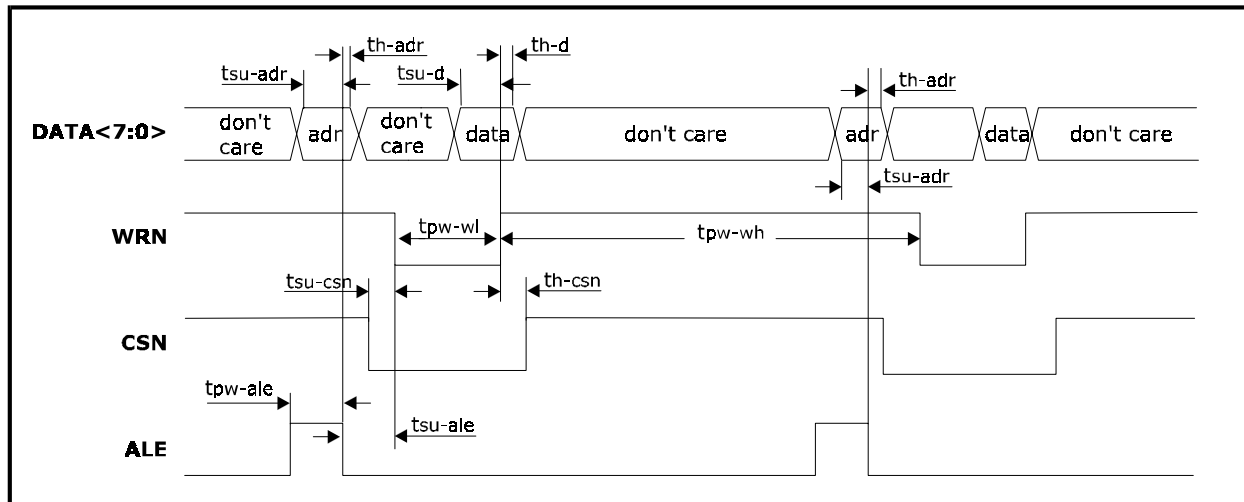 th-adr
th-d
tsu-adr
tsu-d
th-adr
DATA<7:0>
don't
care
adr
don't
care
data
don't care
adr
data
don't care
tsu-adr
WRN
tpw-wl
tpw-wh
tsu-csn
th-csn
CSN
tpw-ale
tsu-ale
ALE